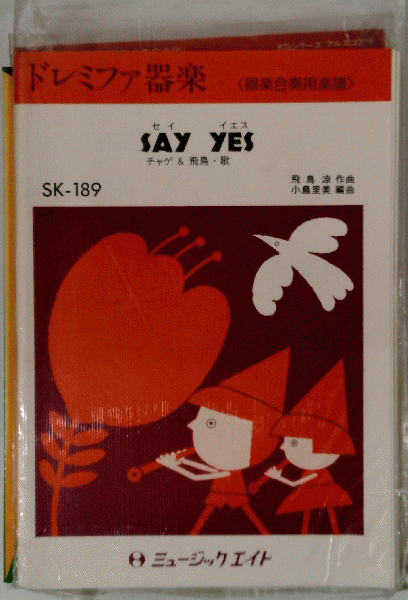 ドレミファ器楽
〈器楽合奏用楽譜〉
セイ イエス
SAY YES
チャゲ & 飛鳥・歌
SK-189
飛鳥 涼 作曲
小島里美 編曲
ミュージックエイト